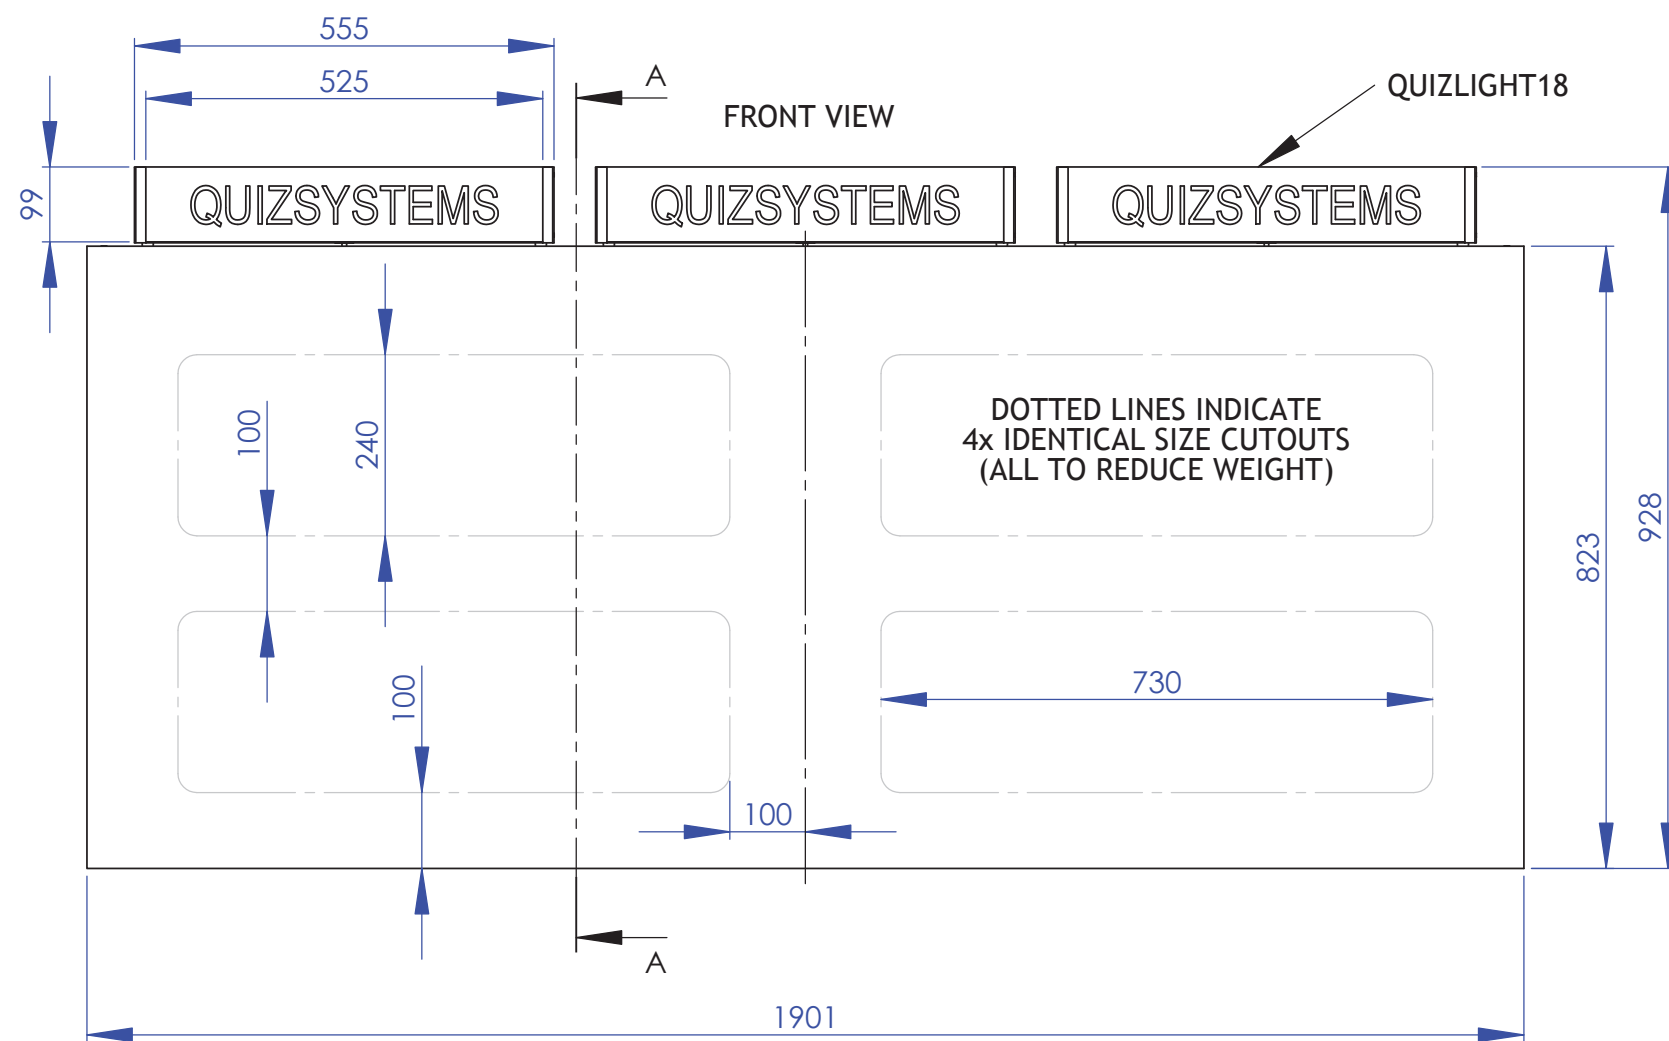 555
525
A
FRONT VIEW
QUIZLIGHT18
99
QUIZSYSTEMS
QUIZSYSTEMS
QUIZSYSTEMS
100
240
DOTTED LINES INDICATE
4x IDENTICAL SIZE CUTOUTS
(ALL TO REDUCE WEIGHT)
928
823
100
730
100
A
1901